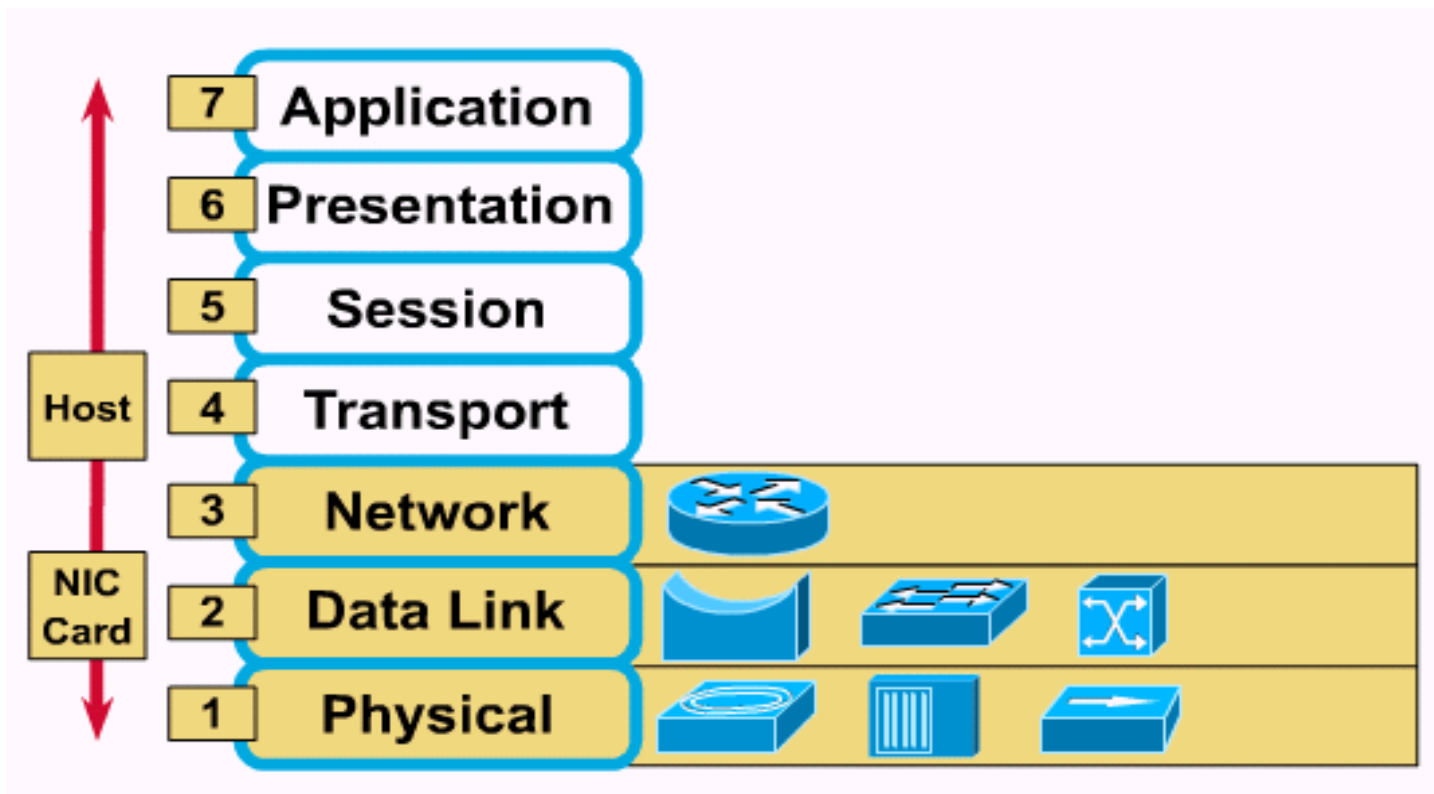 7 Application
6 Presentation
5 Session
Host
4 Transport
3 Network
NIC
Card
2 Data Link
1 Physical